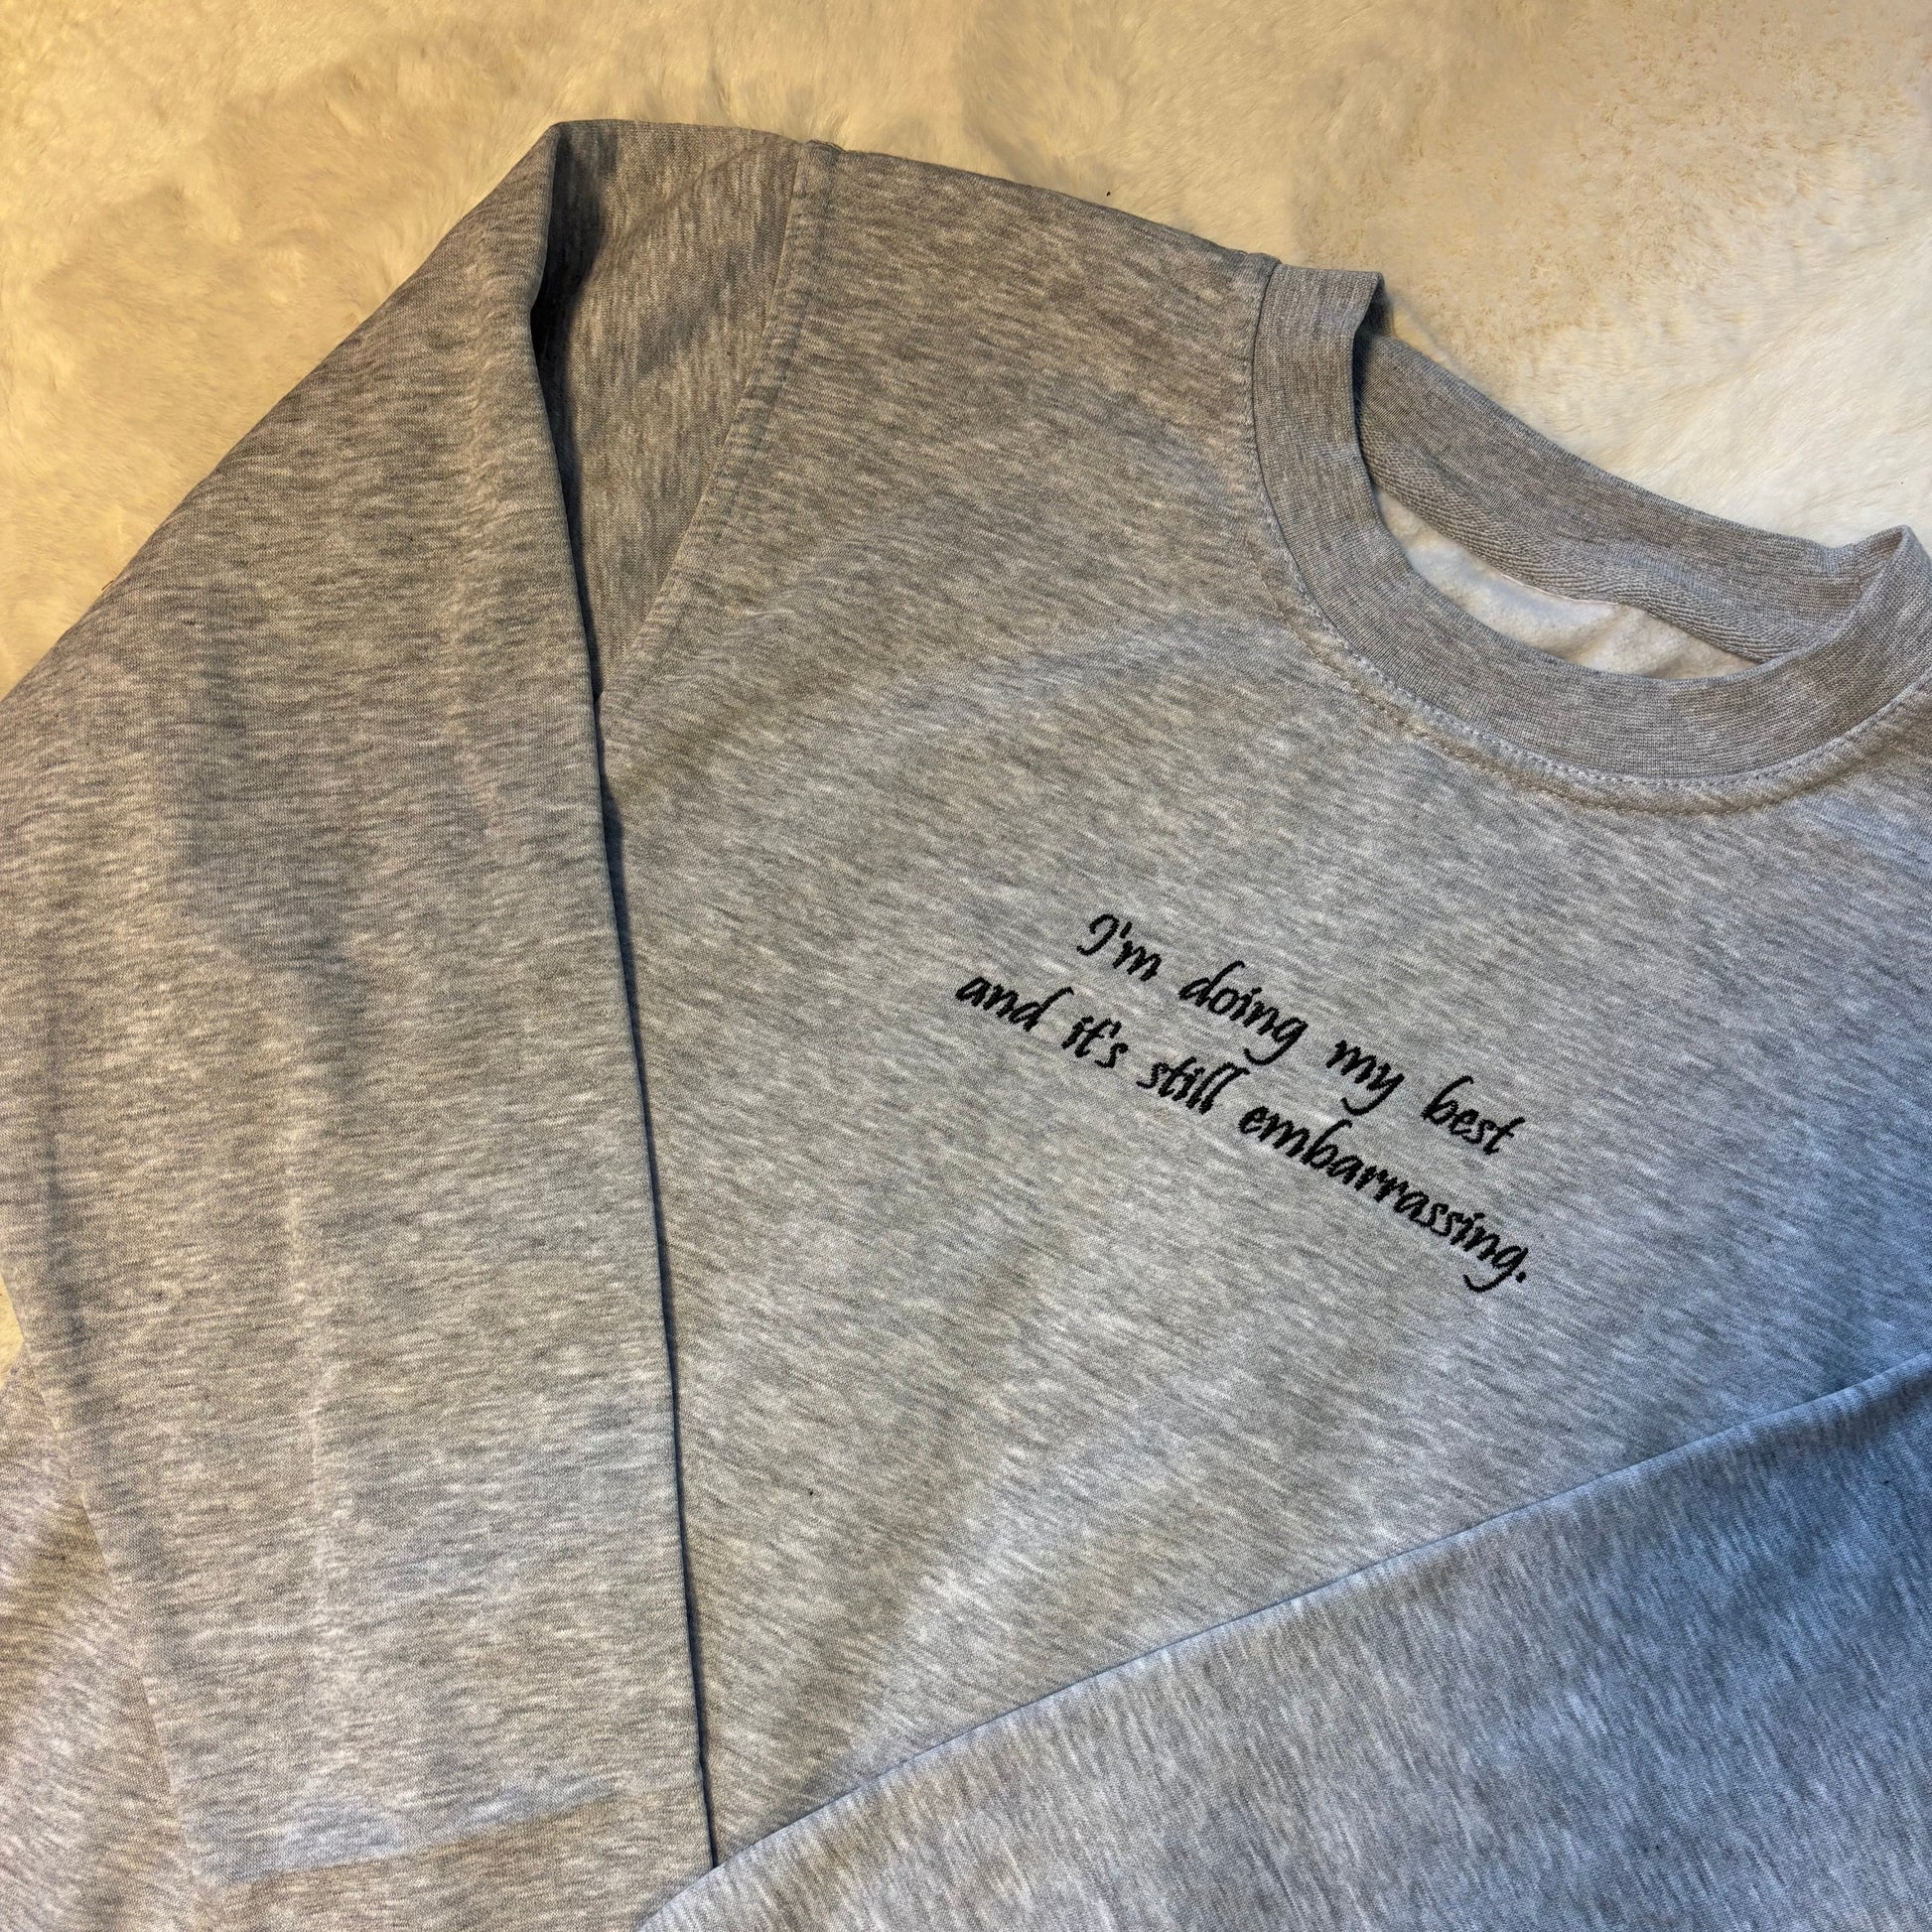 I'm doing my best
and it's still embarrassing.